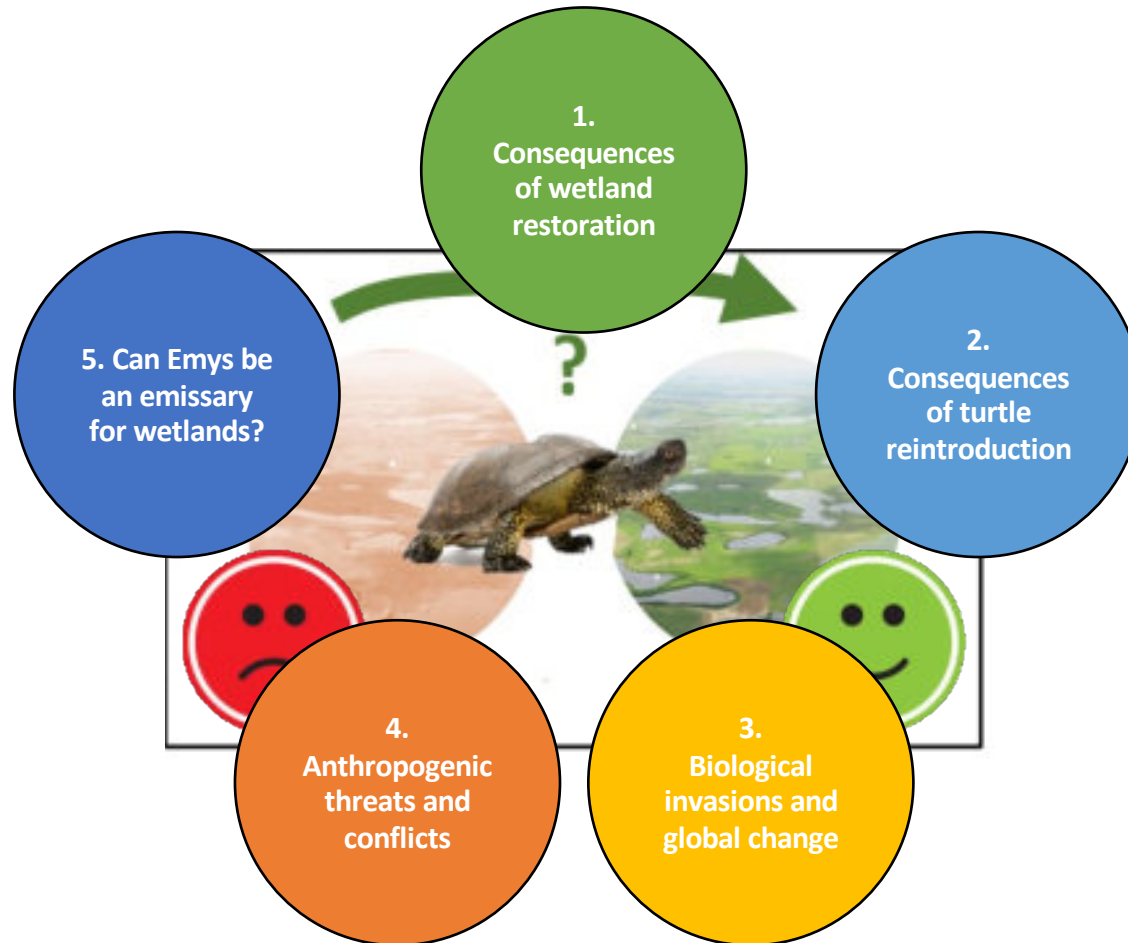 1.
Consequences
of wetland
restoration
2.
Consequences
of turtle
reintroduction
3.
Biological
invasions and
global change
4.
Anthropogenic
threats and
conflicts
5. Can Emys be
an emissary
for wetlands?
?